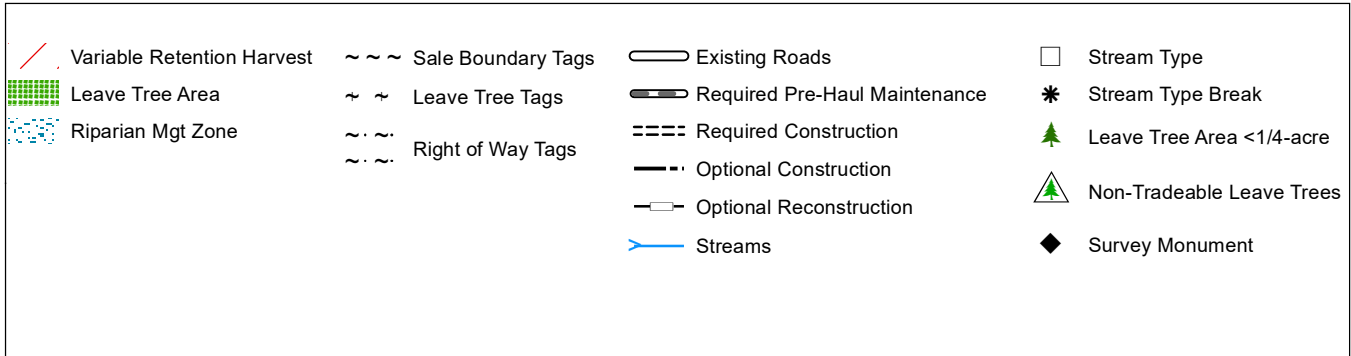 Variable Retention Harvest
Leave Tree Area
Riparian Mgt Zone
Sale Boundary Tags
Leave Tree Tags
Right of Way Tags
Existing Roads
Required Pre-Haul Maintenance
Required Construction
Optional Construction
Optional Reconstruction
Streams
Stream Type
Stream Type Break
Leave Tree Area <1/4-acre
Non-Tradeable Leave Trees
Survey Monument